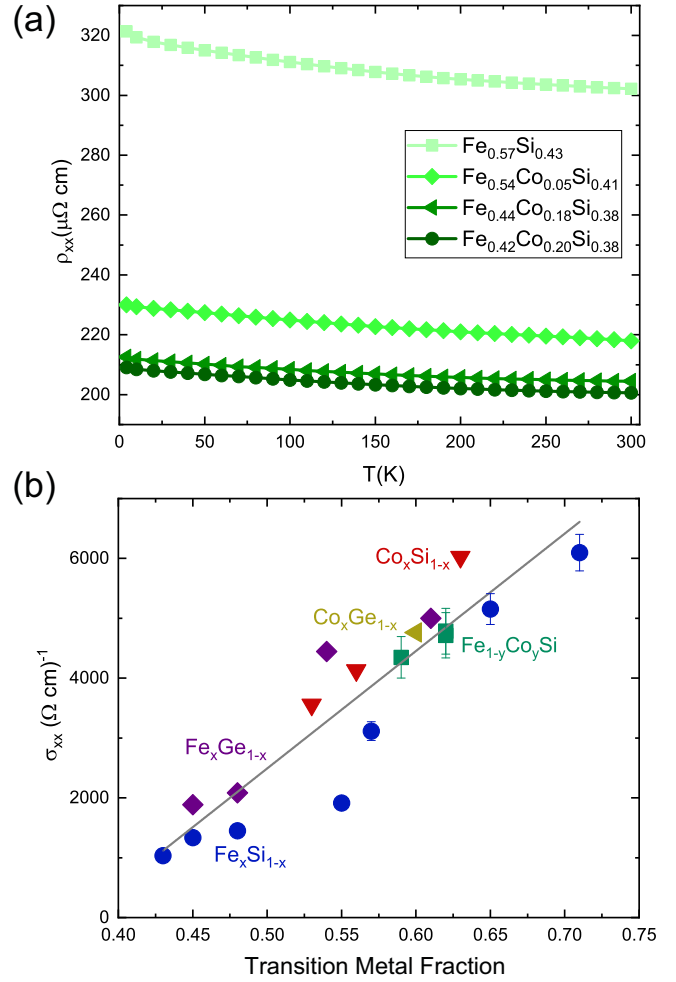 (a)
320
300
280
260
240
220
200
ρxx(μΩ cm)
Fe0.57Si0.43
Fe0.54Co0.05Si0.41
Fe0.44Co0.18Si0.38
Fe0.42Co0.20Si0.38
0 50 100 150 200 250 300
T(K)
(b)
6000
4000
2000
0
σxx (Ω cm)-1
CoxSi1-x
CoxGe1-x
Fe1-yCoySi
FexGe1-x
FexSi1-x
0.40 0.45 0.50 0.55 0.60 0.65 0.70 0.75
Transition Metal Fraction